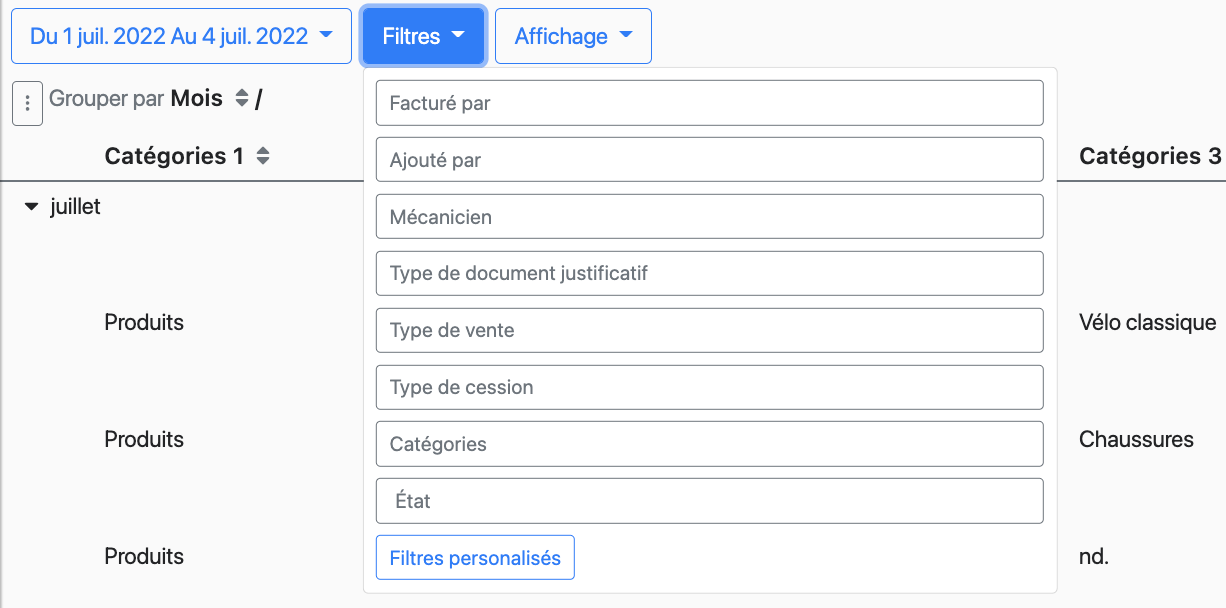 Du 1 juil. 2022 Au 4 juil. 2022 Filtres Affichage
Grouper par Mois /
Catégories 1 Catégories 3
juillet
Produits Vélo classique
Produits Chaussures
Produits nd.
Facturé par
Ajouté par
Mécanicien
Type de document justificatif
Type de vente
Type de cession
Catégories
État
Filtres personalisés